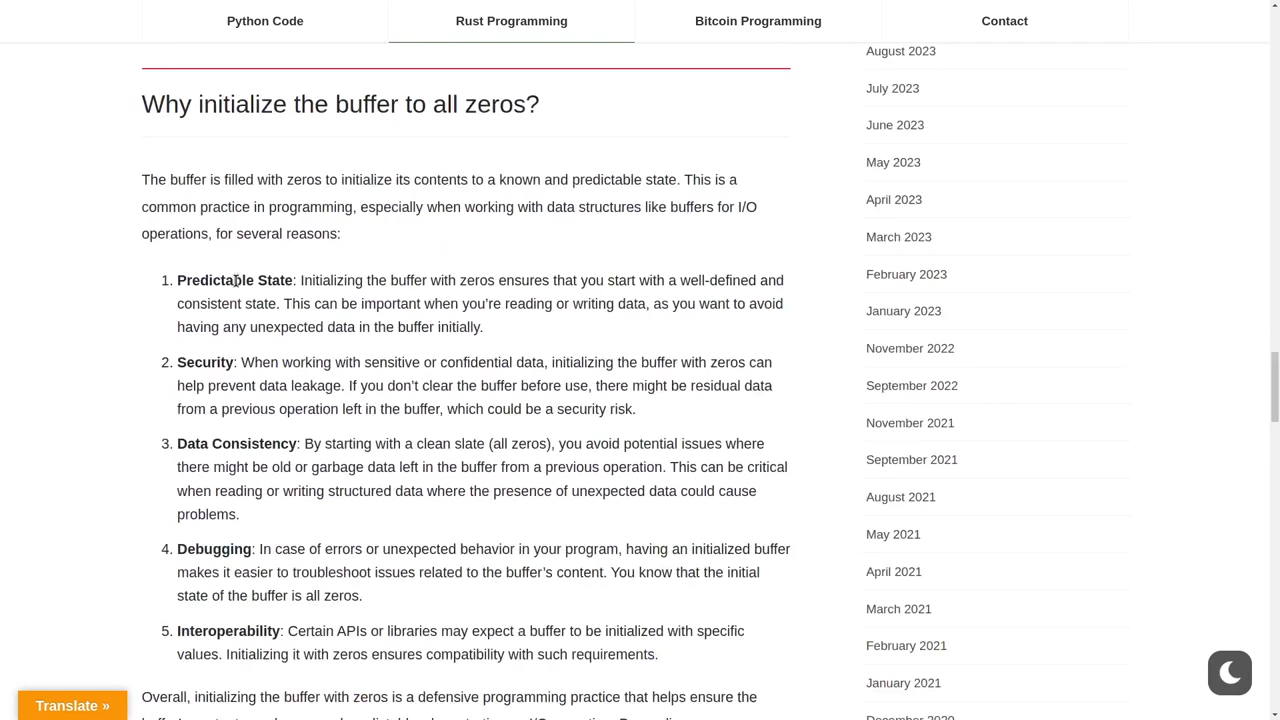 Python Code
Rust Programming
Bitcoin Programming
Contact
Why initialize the buffer to all zeros?
The buffer is filled with zeros to initialize its contents to a known and predictable state. This is a
common practice in programming, especially when working with data structures like buffers for I/O
operations, for several reasons:
1. Predictable State: Initializing the buffer with zeros ensures that you start with a well-defined and
consistent state. This can be important when you’re reading or writing data, as you want to avoid
having any unexpected data in the buffer initially.
2. Security: When working with sensitive or confidential data, initializing the buffer with zeros can
help prevent data leakage. If you don’t clear the buffer before use, there might be residual data
from a previous operation left in the buffer, which could be a security risk.
3. Data Consistency: By starting with a clean slate (all zeros), you avoid potential issues where
there might be old or garbage data left in the buffer from a previous operation. This can be critical
when reading or writing structured data where the presence of unexpected data could cause
problems.
4. Debugging: In case of errors or unexpected behavior in your program, having an initialized buffer
makes it easier to troubleshoot issues related to the buffer’s content. You know that the initial
state of the buffer is all zeros.
5. Interoperability: Certain APIs or libraries may expect a buffer to be initialized with specific
values. Initializing it with zeros ensures compatibility with such requirements.
Overall, initializing the buffer with zeros is a defensive programming practice that helps ensure the
August 2023
July 2023
June 2023
May 2023
April 2023
March 2023
February 2023
January 2023
November 2022
September 2022
November 2021
September 2021
August 2021
May 2021
April 2021
March 2021
February 2021
January 2021
December 2020
Translate »